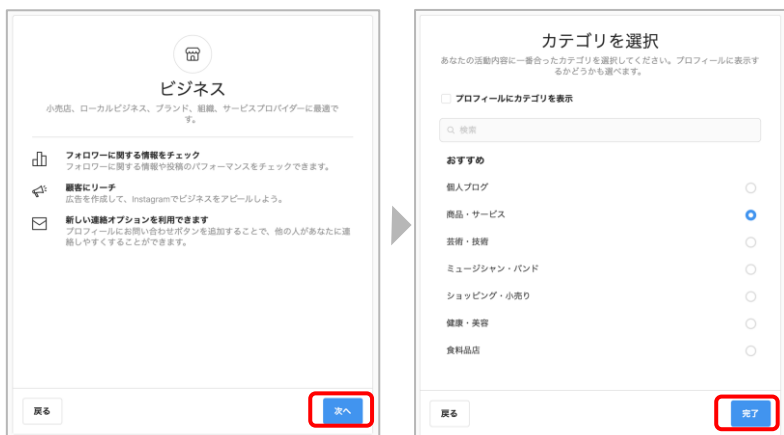 ビジネス
小売店、ローカルビジネス、ブランド、組織、サービスプロバイダーに最適で
す。
フォロワーに関する情報をチェック
フォロワーに関する情報や投稿のパフォーマンスをチェックできます。
顧客にリーチ
広告を作成して、Instagramでビジネスをアピールしよう。
新しい連絡オプションを利用できます
プロフィールにお問い合わせボタンを追加することで、他の人があなたに連
絡しやすくすることができます。
戻る
次へ
カテゴリを選択
あなたの活動内容に一番合ったカテゴリを選択してください。プロフィールに表示す
るかどうかも選べます。
プロフィールにカテゴリを表示
検索
おすすめ
個人ブログ
商品・サービス
芸術・技術
ミュージシャン・バンド
ショッピング・小売り
健康・美容
食料品店
戻る
完了